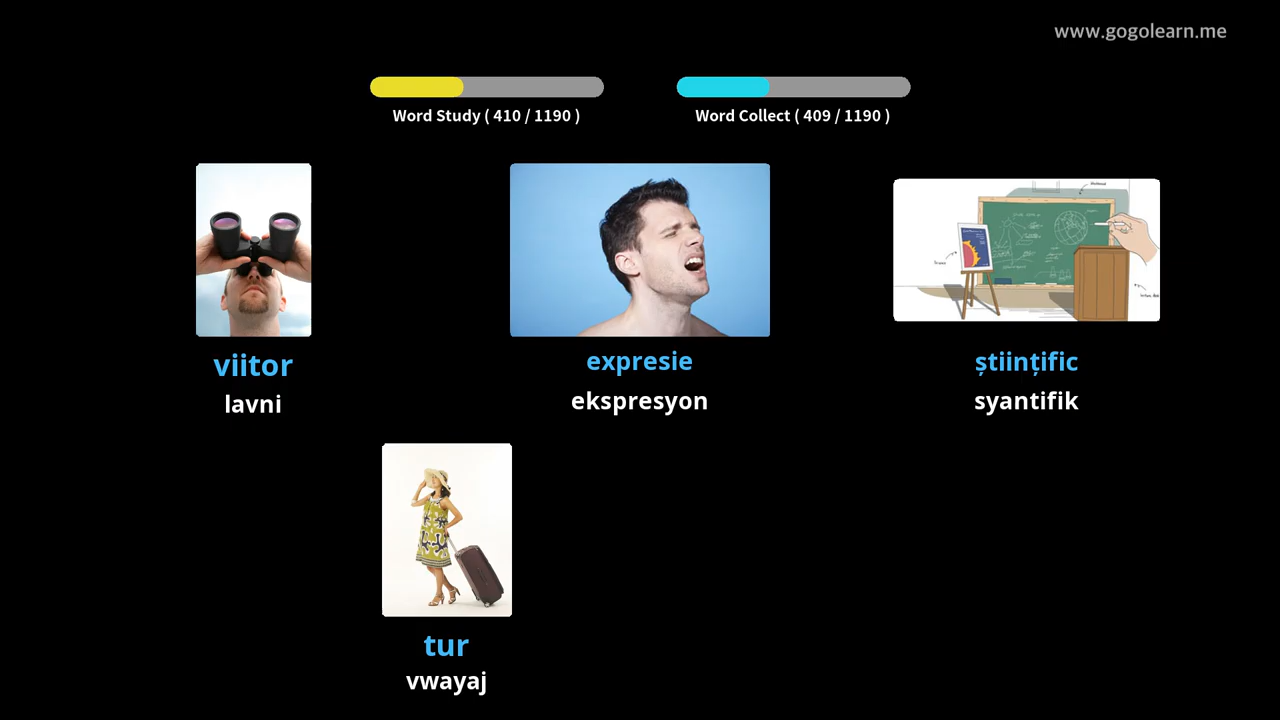 www.gogolearn.me
Word Study ( 410 / 1190 )
Word Collect ( 409 / 1190 )
viitor
lavni
expresie
ekspresyon
științific
syantifik
tur
vwayaj